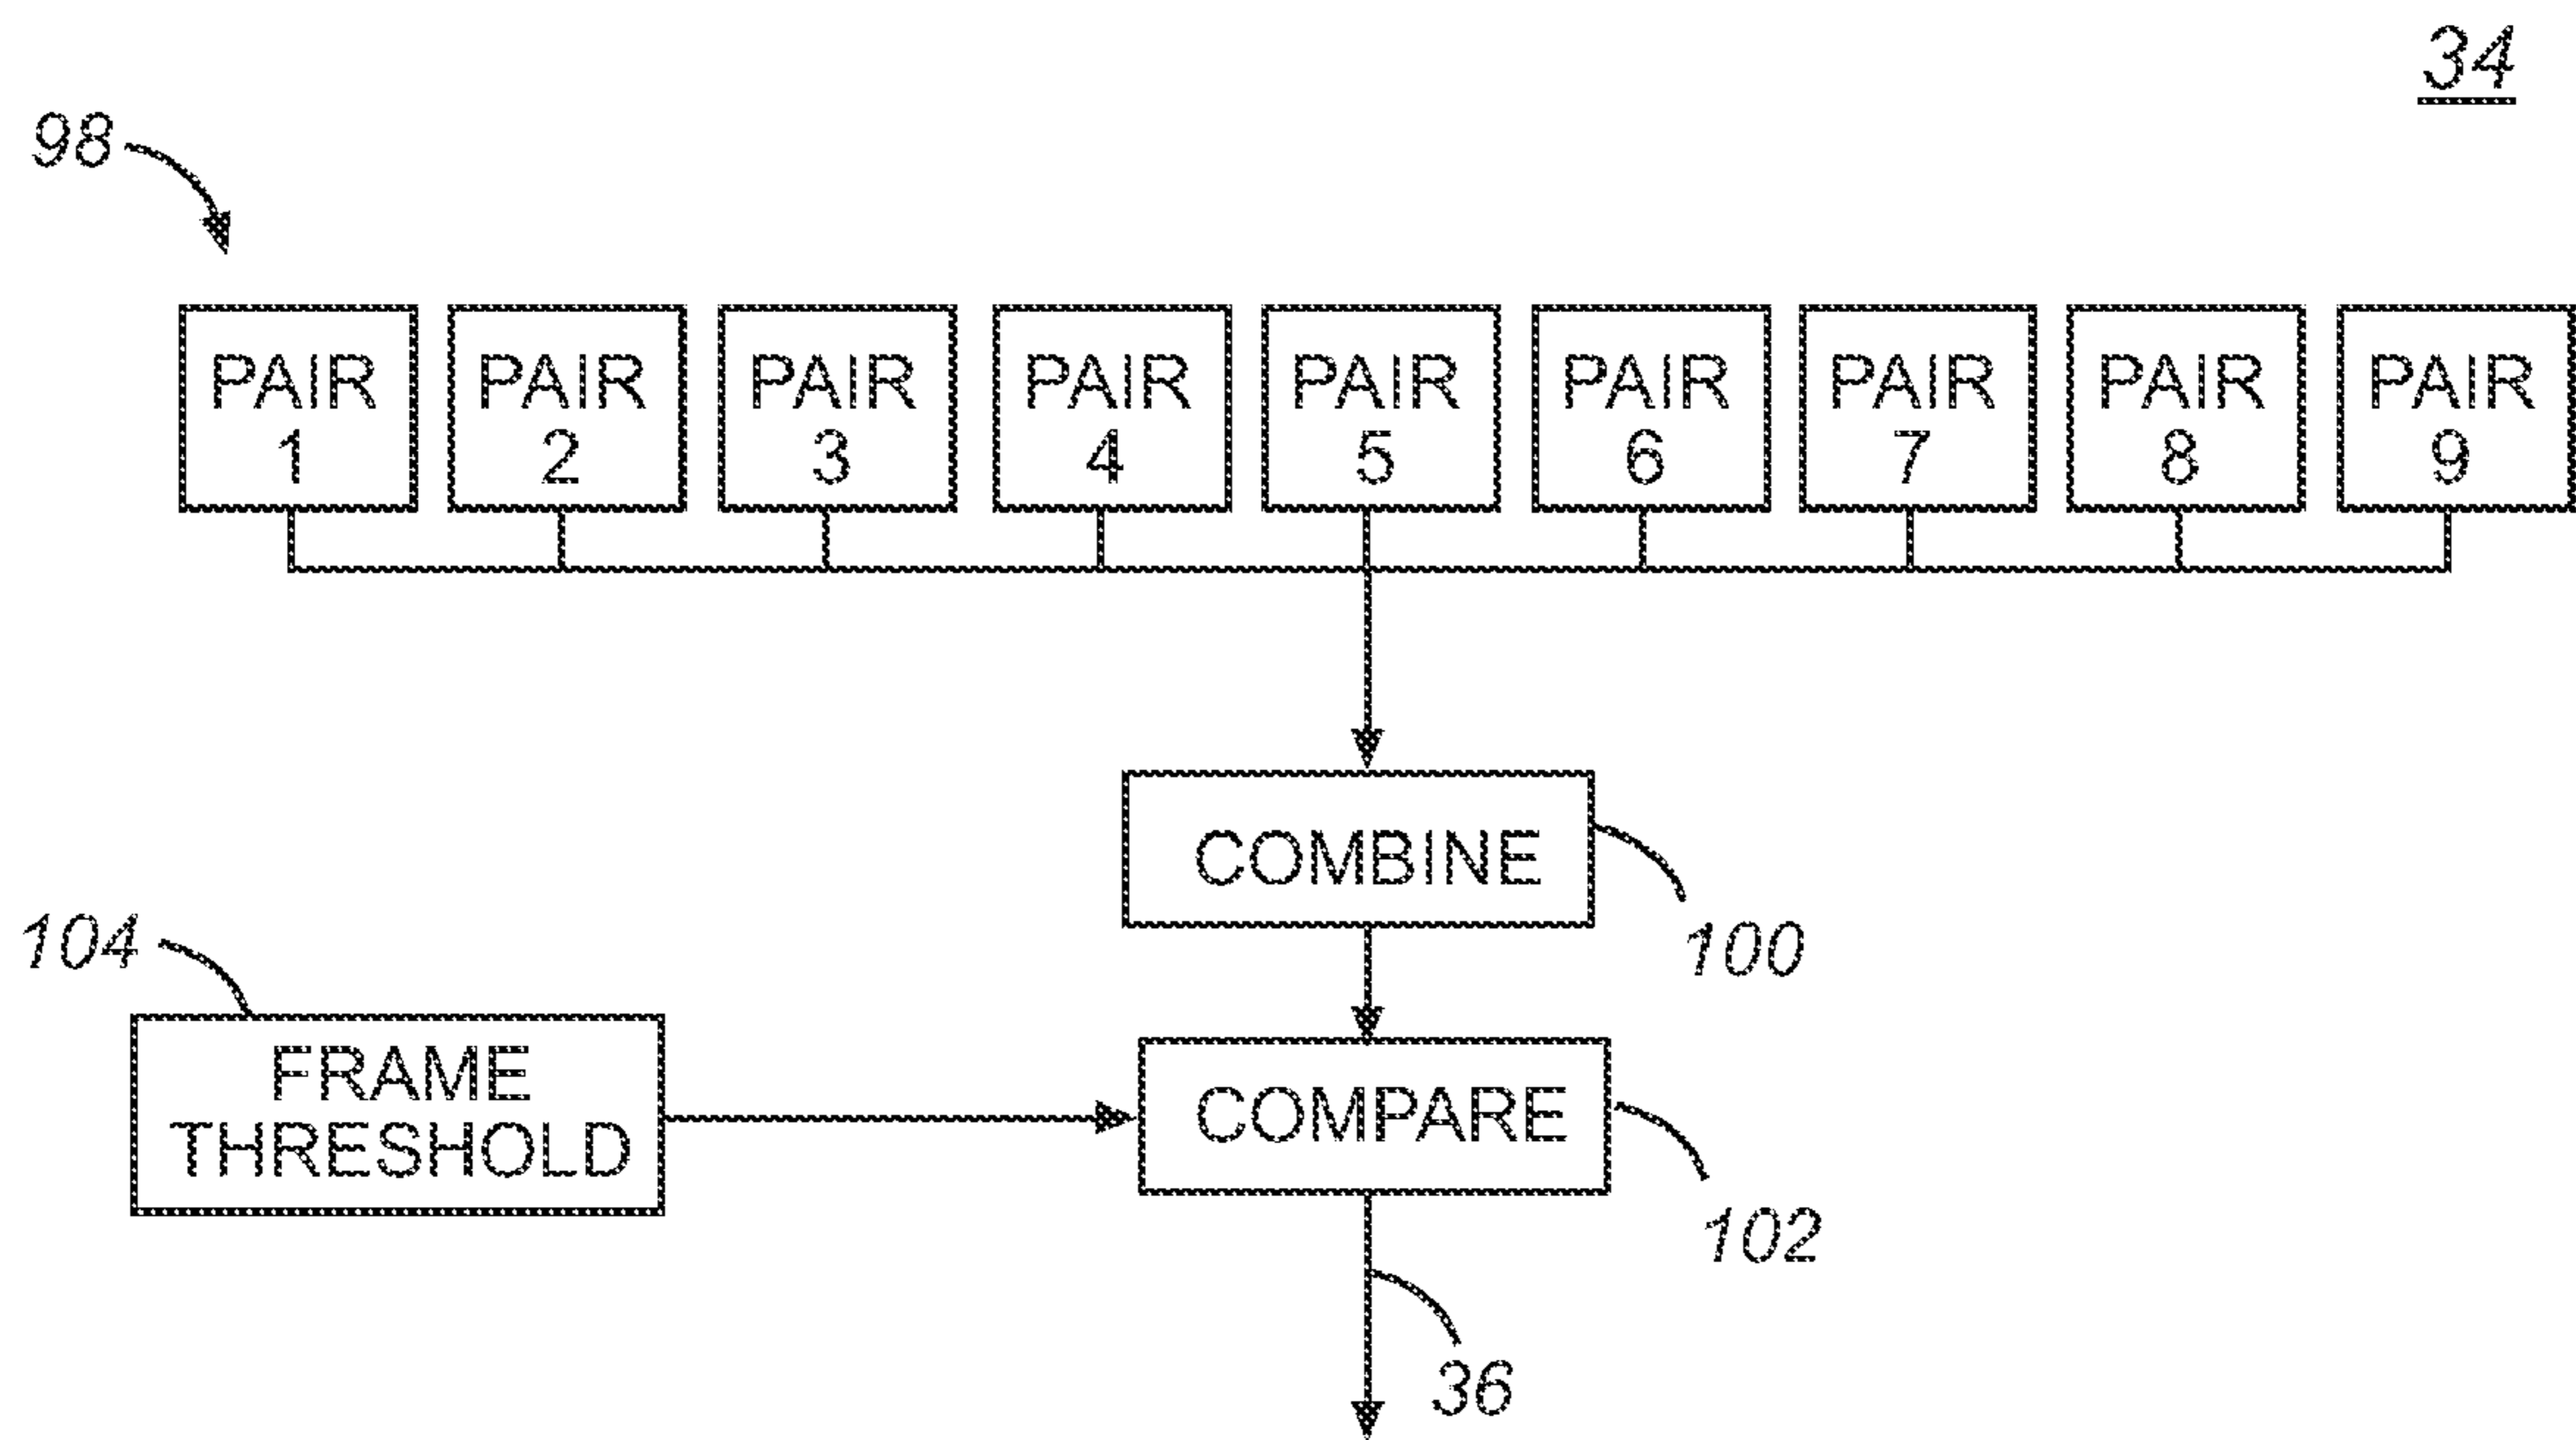 34
98
PAIR
1
PAIR
2
PAIR
3
PAIR
4
PAIR
5
PAIR
6
PAIR
7
PAIR
8
PAIR
9
COMBINE
100
104
FRAME
THRESHOLD
COMPARE
102
36